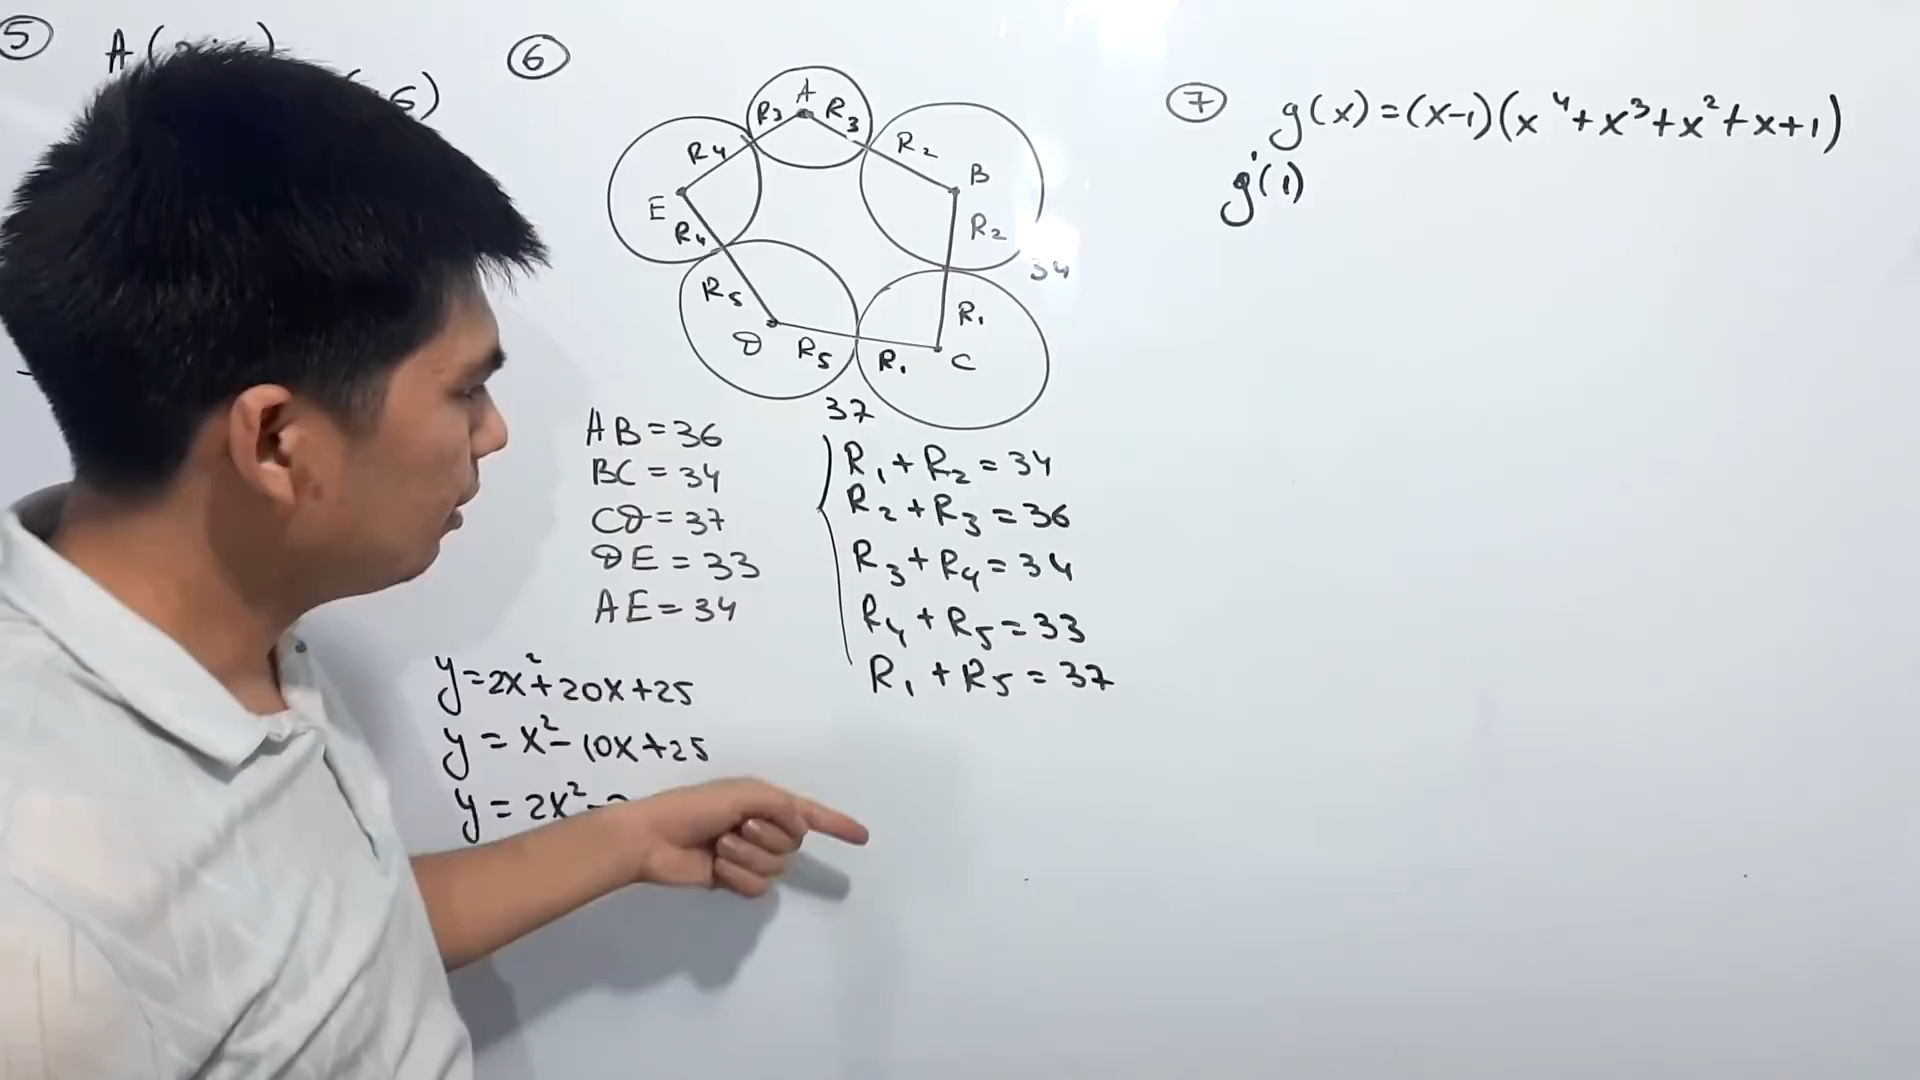 5
A(
6)
6
A
R3 R3
R4 R2
E B
R4 R2
34
R5 R1
D R5 R1 C
37
AB=36
BC=34
CD=37
DE=33
AE=34
R1+R2=34
R2+R3=36
R3+R4=34
R4+R5=33
R1+R5=37
y=2x²+20x+25
y=x²-10x+25
y=2x²-
7 g(x)=(x-1)(x⁴+x³+x²+x+1)
g'(1)